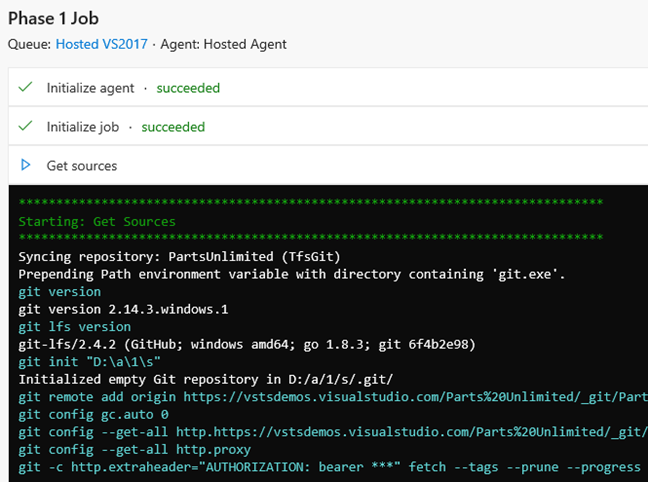 Phase 1 Job
Queue: Hosted VS2017 · Agent: Hosted Agent
Initialize agent · succeeded
Initialize job · succeeded
Get sources
******************************************************************************
Starting: Get Sources
******************************************************************************
Syncing repository: PartsUnlimited (TfsGit)
Prepending Path environment variable with directory containing 'git.exe'.
git version
git version 2.14.3.windows.1
git lfs version
git-lfs/2.4.2 (GitHub; windows amd64; go 1.8.3; git 6f4b2e98)
git init "D:\a\1\s"
Initialized empty Git repository in D:/a/1/s/.git/
git remote add origin https://vstsdemos.visualstudio.com/Parts%20Unlimited/_git/Part
git config gc.auto 0
git config --get-all http.https://vstsdemos.visualstudio.com/Parts%20Unlimited/_git/
git config --get-all http.proxy
git -c http.extraheader="AUTHORIZATION: bearer ***" fetch --tags --prune --progress